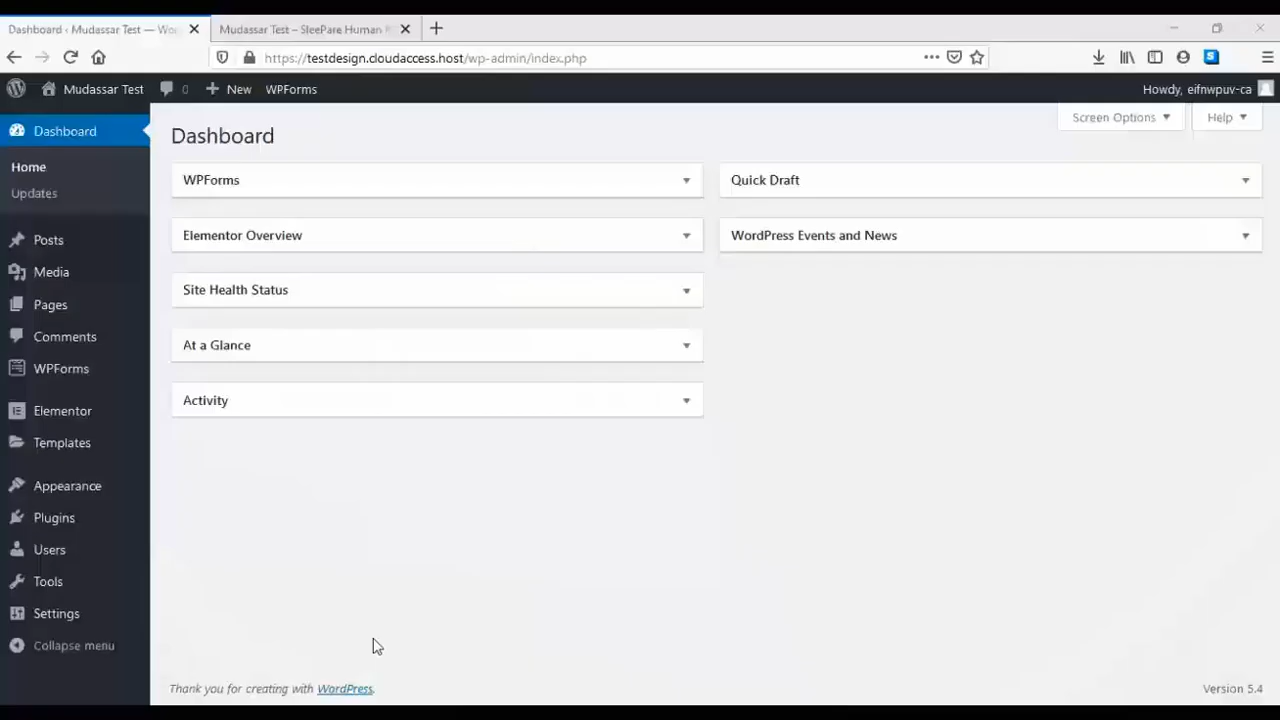 Dashboard ‹ Mudassar Test — Wo
Mudassar Test – SleePare Human
https://testdesign.cloudaccess.host/wp-admin/index.php
Mudassar Test
0
New
WPForms
Howdy, eifnwpuv-ca
Dashboard
Home
Updates
Posts
Media
Pages
Comments
WPForms
Elementor
Templates
Appearance
Plugins
Users
Tools
Settings
Collapse menu
Screen Options
Help
Dashboard
WPForms
Quick Draft
Elementor Overview
WordPress Events and News
Site Health Status
At a Glance
Activity
Thank you for creating with WordPress.
Version 5.4